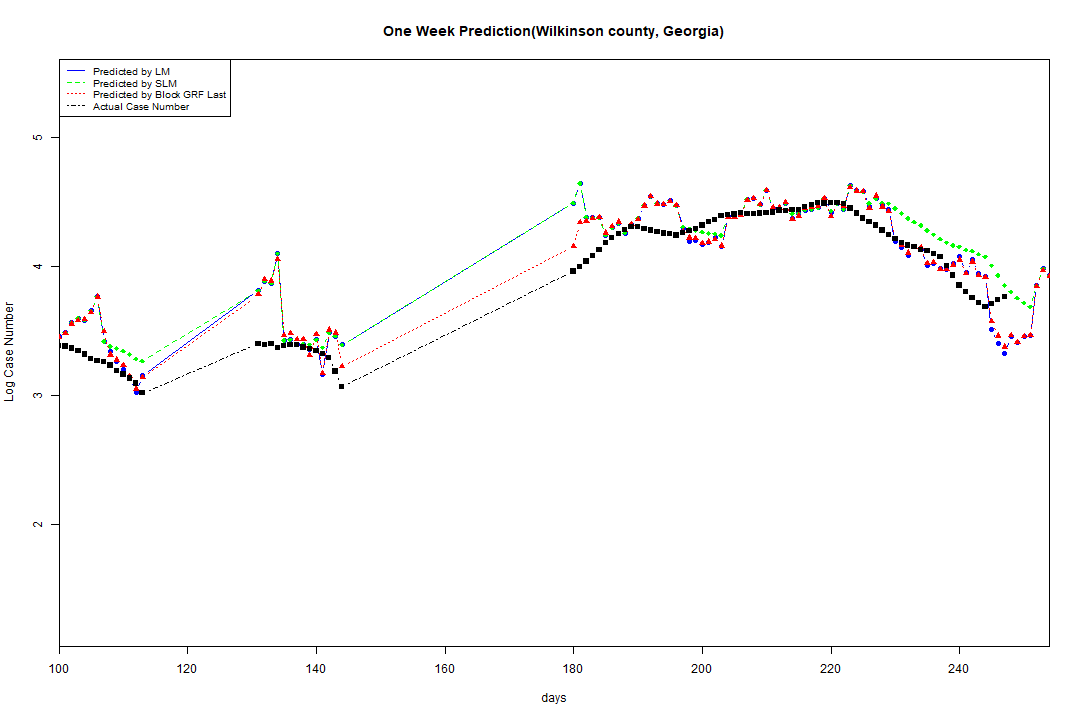 One Week Prediction(Wilkinson county, Georgia)
Predicted by LM
Predicted by SLM
Predicted by Block GRF Last
Actual Case Number
5
4
3
2
Log Case Number
100 120 140 160 180 200 220 240
days